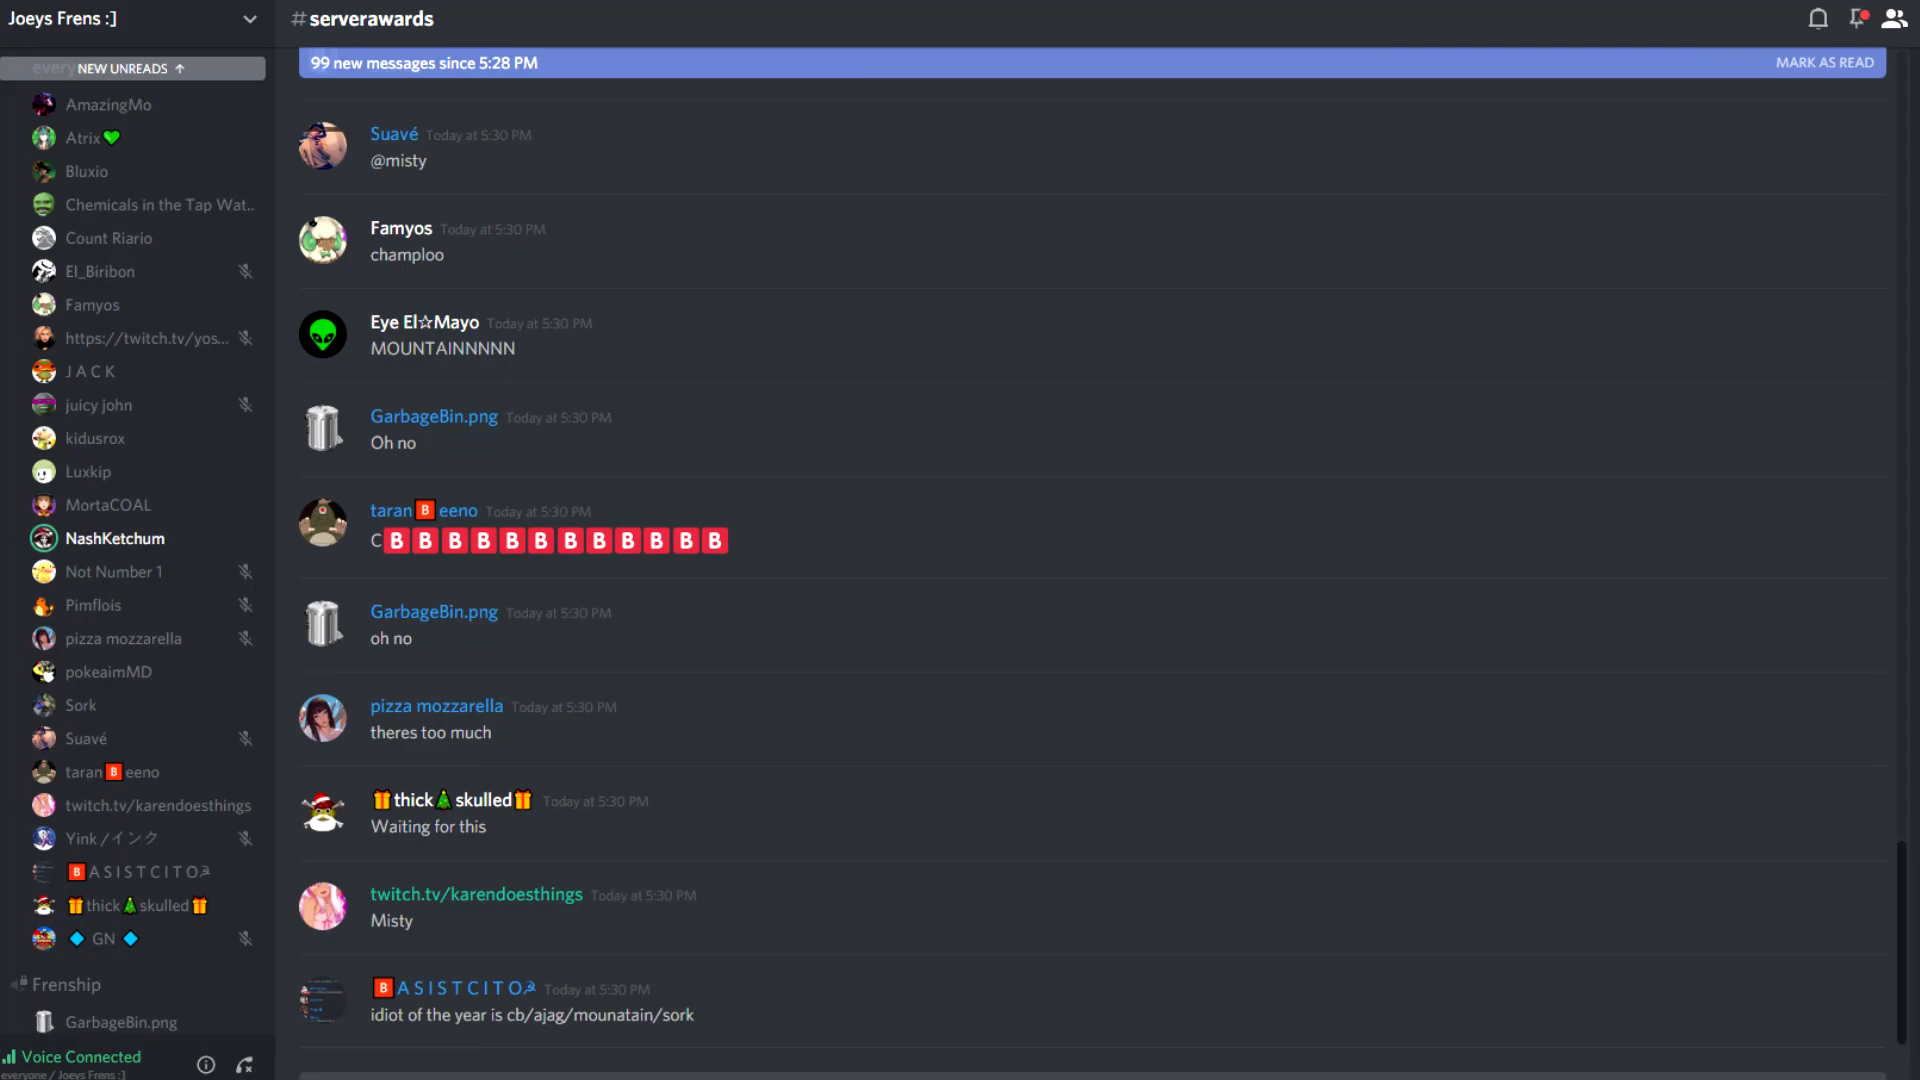 Joeys Frens :]
every NEW UNREADS ↑
AmazingMo
Atrix💚
Bluxio
Chemicals in the Tap Wat..
Count Riario
El_Biribon
Famyos
https://twitch.tv/yos...
J A C K
juicy john
kidusrox
Luxkip
MortaCOAL
NashKetchum
Not Number 1
Pimflois
pizza mozzarella
pokeaimMD
Sork
Suavé
taran🅱eeno
twitch.tv/karendoesthings
Yink /インク
🅱A S I S T C I T O☭
🎁thick🎄skulled🎁
🔷 GN 🔷
Frenship
GarbageBin.png
Voice Connected
everyone / Joeys Frens :]
#serverawards
99 new messages since 5:28 PM MARK AS READ
Suavé Today at 5:30 PM
@misty
Famyos Today at 5:30 PM
champloo
Eye El☆Mayo Today at 5:30 PM
MOUNTAINNNNN
GarbageBin.png Today at 5:30 PM
Oh no
taran🅱eeno Today at 5:30 PM
C🅱🅱🅱🅱🅱🅱🅱🅱🅱🅱🅱🅱
GarbageBin.png Today at 5:30 PM
oh no
pizza mozzarella Today at 5:30 PM
theres too much
🎁thick🎄skulled🎁 Today at 5:30 PM
Waiting for this
twitch.tv/karendoesthings Today at 5:30 PM
Misty
🅱A S I S T C I T O☭ Today at 5:30 PM
idiot of the year is cb/ajag/mounatain/sork